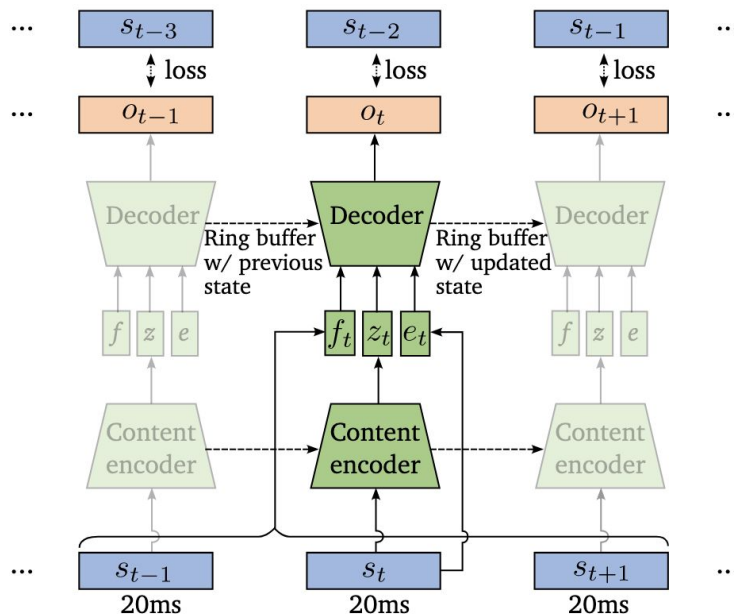 ... s_{t−3} s_{t−2} s_{t−1} ..
loss loss loss
... o_{t−1} o_t o_{t+1} ..
Decoder Decoder Decoder
Ring buffer
w/ previous
state
Ring buffer
w/ updated
state
f z e f_t z_t e_t f z e
Content
encoder
Content
encoder
Content
encoder
... s_{t−1} s_t s_{t+1} ..
20ms 20ms 20ms